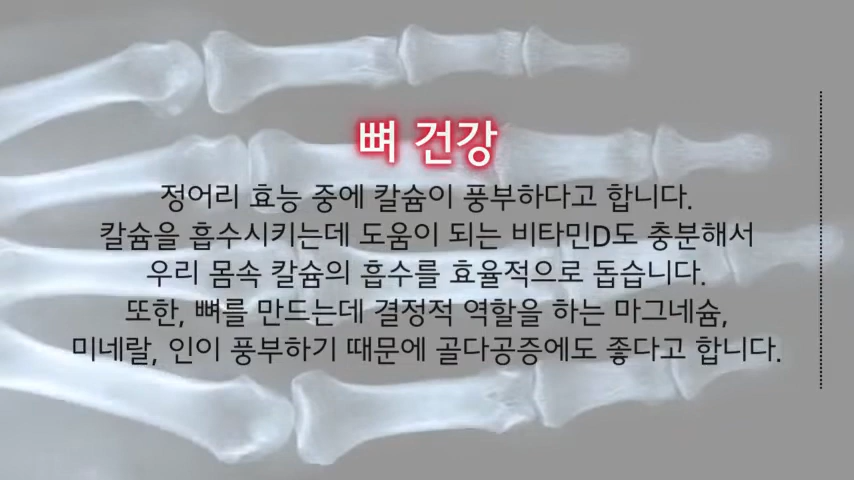 뼈 건강
정어리 효능 중에 칼슘이 풍부하다고 합니다.
칼슘을 흡수시키는데 도움이 되는 비타민D도 충분해서
우리 몸속 칼슘의 흡수를 효율적으로 돕습니다.
또한, 뼈를 만드는데 결정적 역할을 하는 마그네슘,
미네랄, 인이 풍부하기 때문에 골다공증에도 좋다고 합니다.